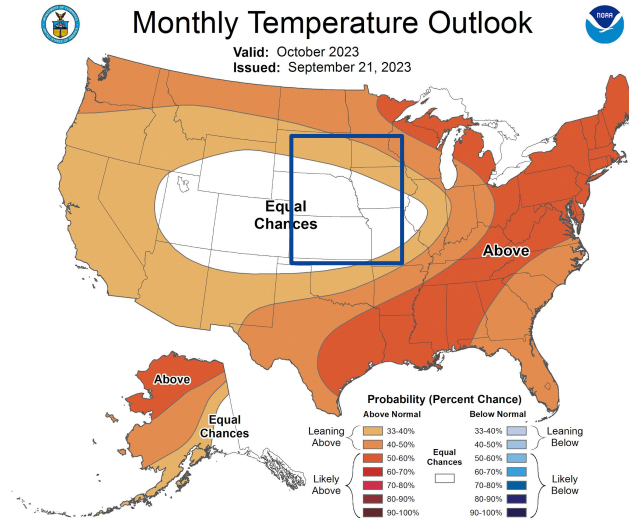 Monthly Temperature Outlook
NOAA
Valid: October 2023
Issued: September 21, 2023
Equal
Chances
Above
Above
Equal
Chances
Probability (Percent Chance)
Above Normal
Below Normal
Leaning
Above
33-40%
40-50%
Likely
Above
50-60%
60-70%
70-80%
80-90%
90-100%
Equal
Chances
33-40%
40-50%
Leaning
Below
50-60%
60-70%
70-80%
80-90%
90-100%
Likely
Below